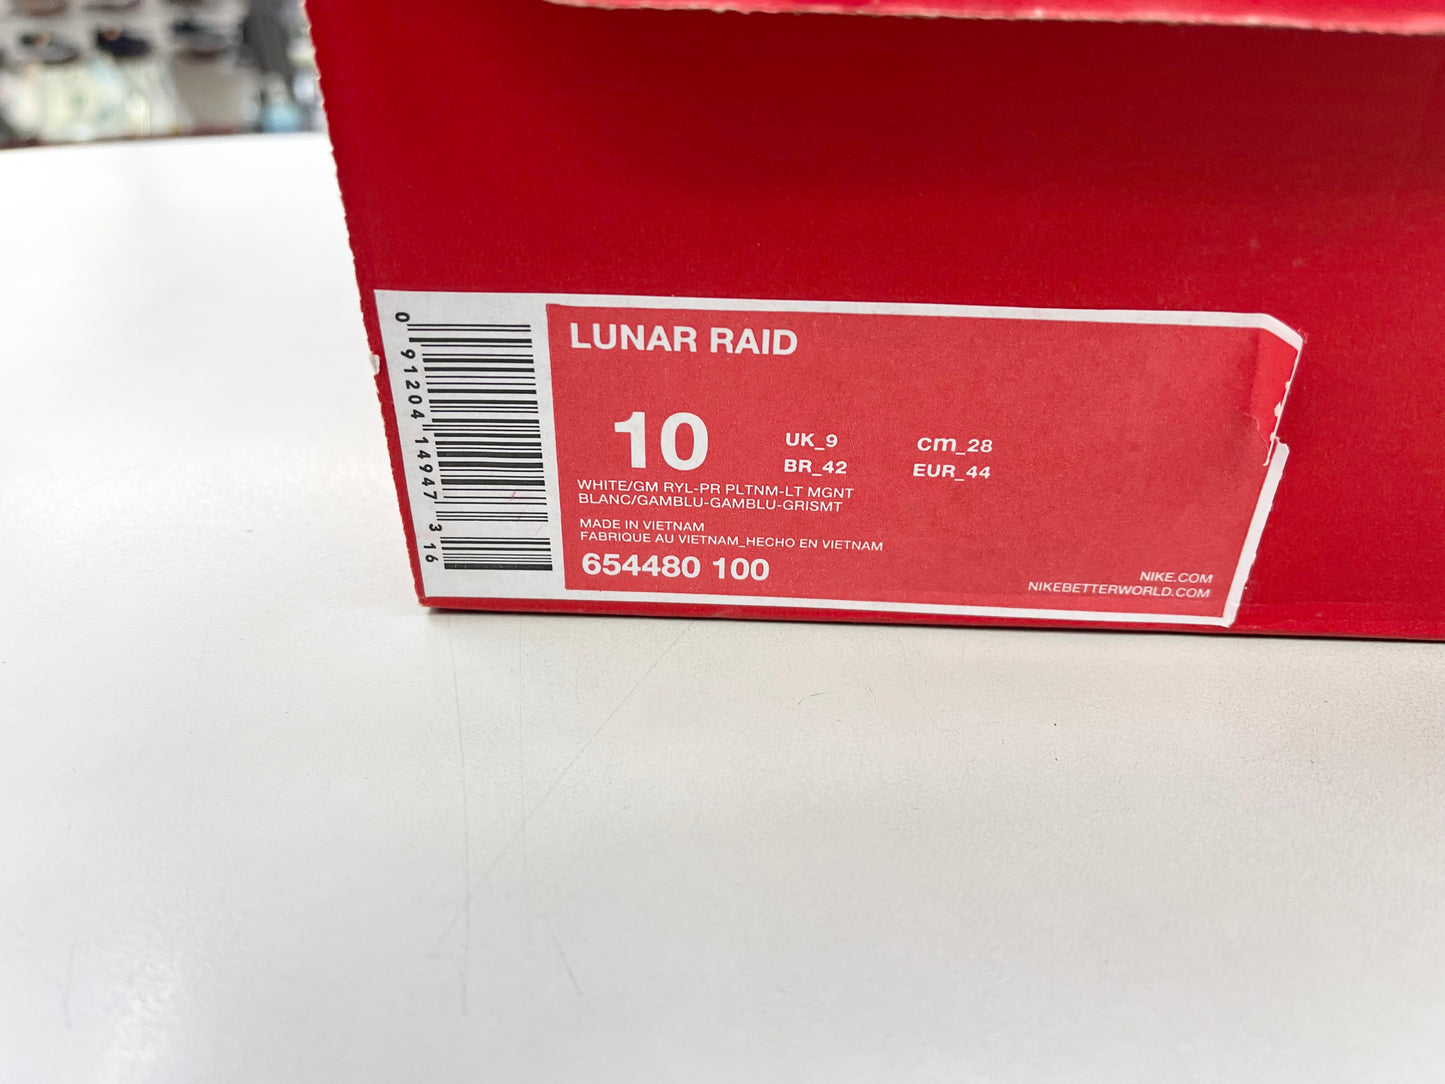 LUNAR RAID
10
UK_9 cm_28
BR_42 EUR_44
WHITE/GM RYL-PR PLTNM-LT MGNT
BLANC/GAMBLU-GAMBLU-GRISMT
MADE IN VIETNAM
FABRIQUE AU VIETNAM_HECHO EN VIETNAM
654480 100
NIKE.COM
NIKEBETTERWORLD.COM
0 91204 14947 3 16